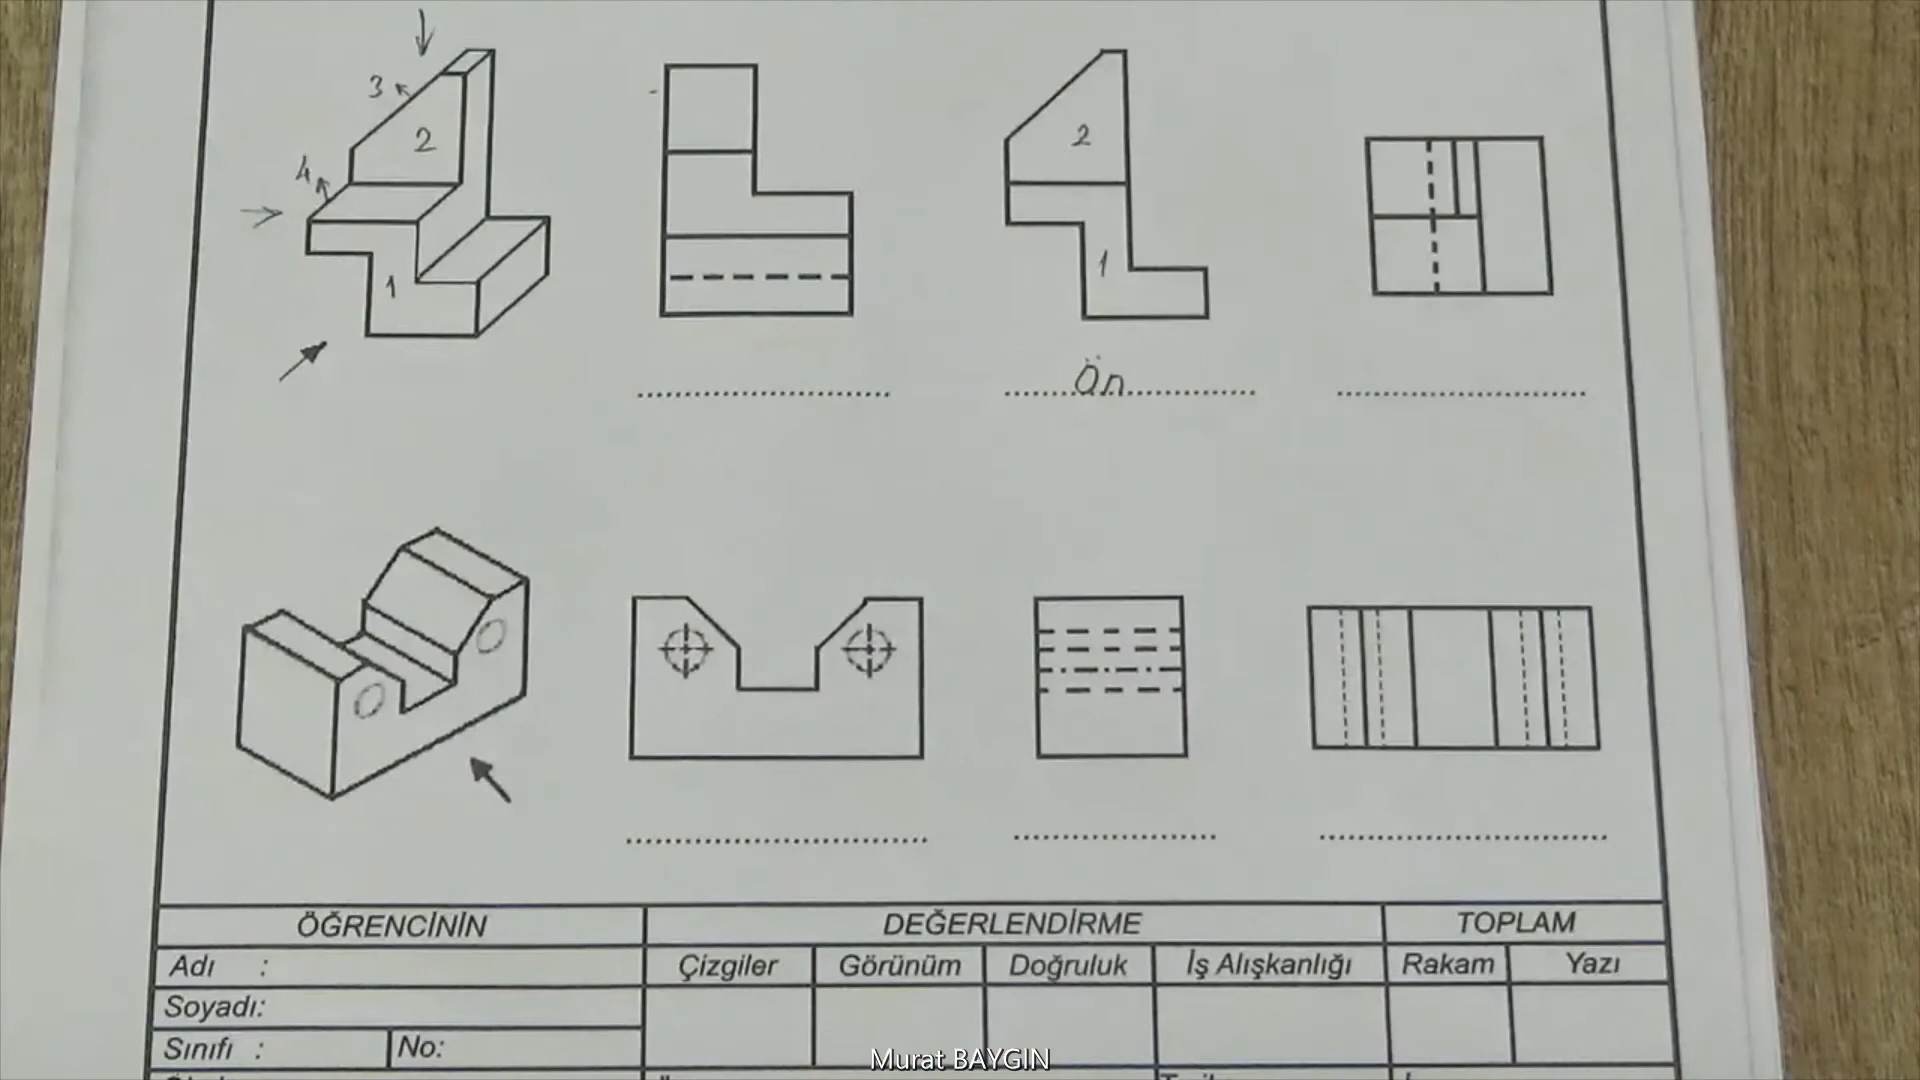 3
2
4
1
2
1
Ön
ÖĞRENCİNİN
DEĞERLENDİRME
TOPLAM
Adı :
Çizgiler
Görünüm
Doğruluk
İş Alışkanlığı
Rakam
Yazı
Soyadı:
Sınıfı :
No:
Murat BAYGIN